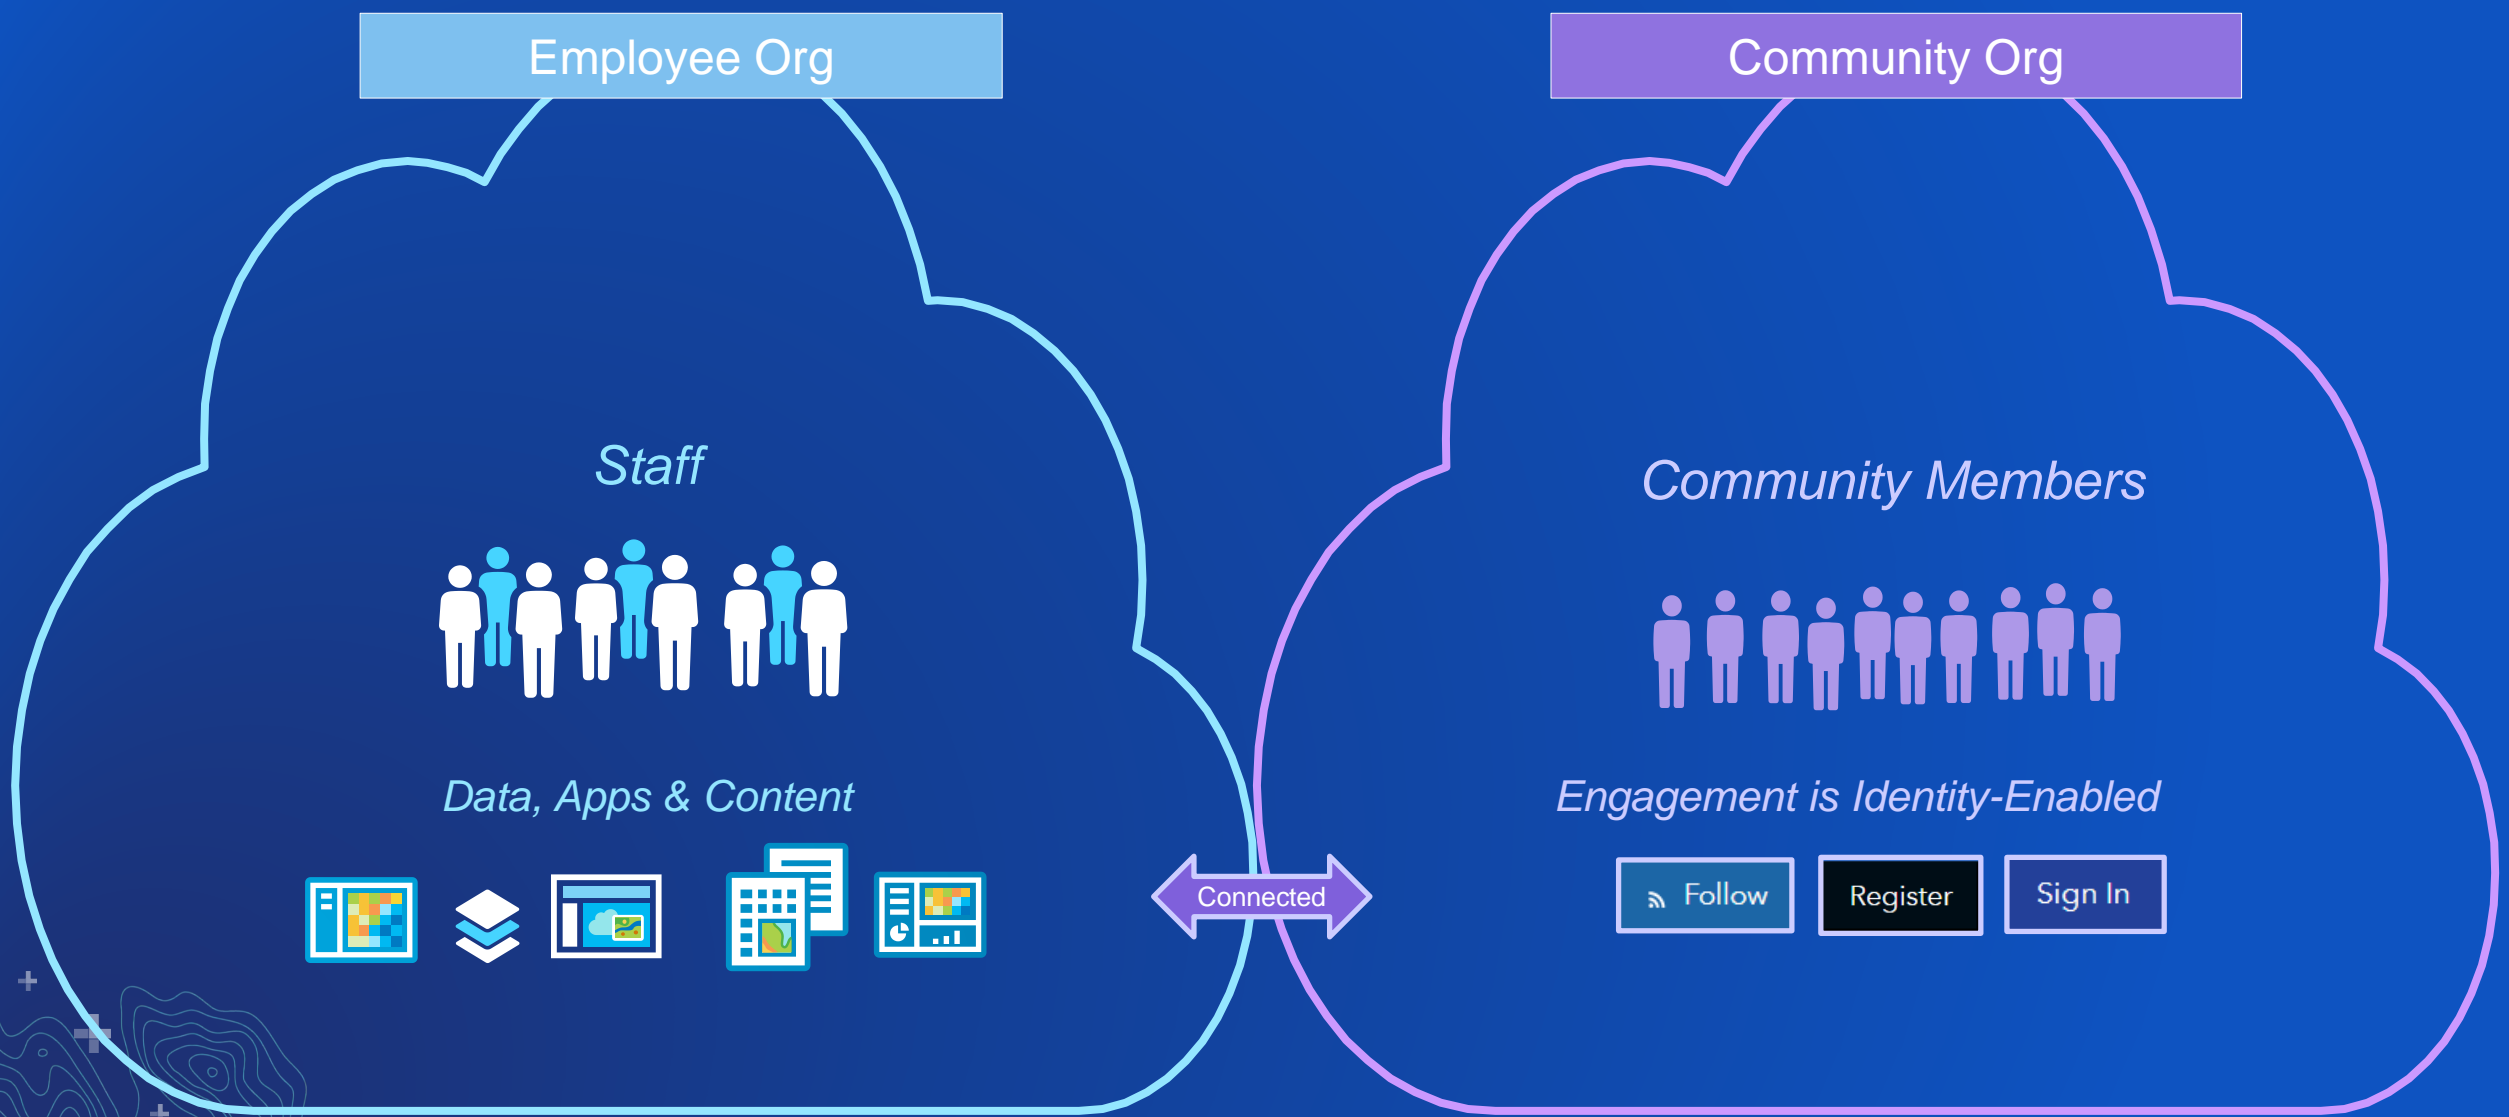 Employee Org
Community Org
Staff
Community Members
Data, Apps & Content
Engagement is Identity-Enabled
Connected
Follow
Register
Sign In